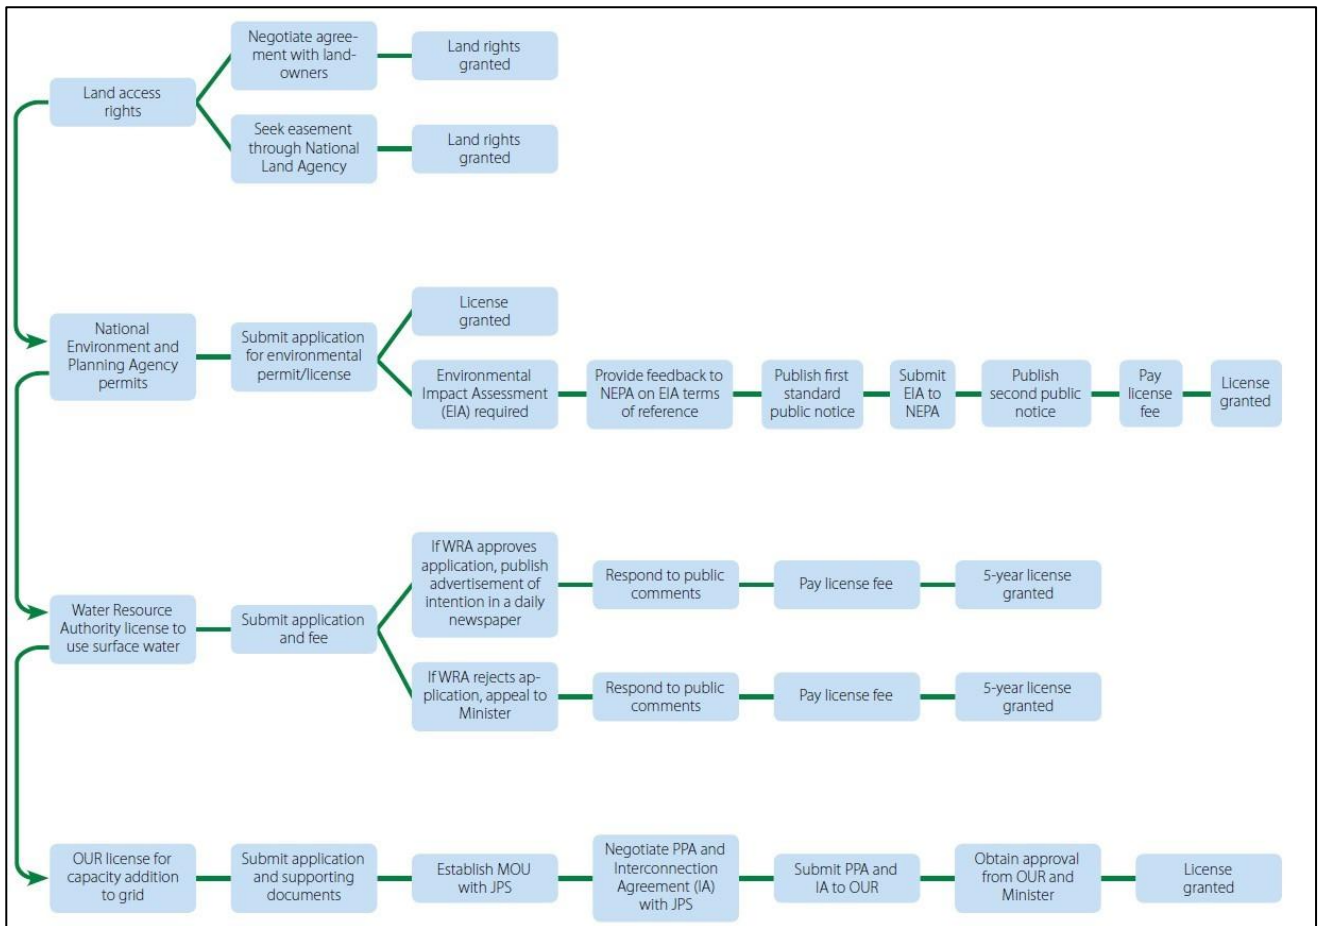 Negotiate agree-
ment with land-
owners
Land rights
granted
Land access
rights
Seek easement
through National
Land Agency
Land rights
granted
License
granted
National
Environment and
Planning Agency
permits
Submit application
for environmental
permit/license
Environmental
Impact Assessment
(EIA) required
Provide feedback to
NEPA on EIA terms
of reference
Publish first
standard
public notice
Submit
EIA to
NEPA
Publish
second public
notice
Pay
license
fee
License
granted
If WRA approves
application, publish
advertisement of
intention in a daily
newspaper
Respond to public
comments
Pay license fee
5-year license
granted
Water Resource
Authority license to
use surface water
Submit application
and fee
If WRA rejects ap-
plication, appeal to
Minister
Respond to public
comments
Pay license fee
5-year license
granted
OUR license for
capacity addition
to grid
Submit application
and supporting
documents
Establish MOU
with JPS
Negotiate PPA and
Interconnection
Agreement (IA)
with JPS
Submit PPA and
IA to OUR
Obtain approval
from OUR and
Minister
License
granted